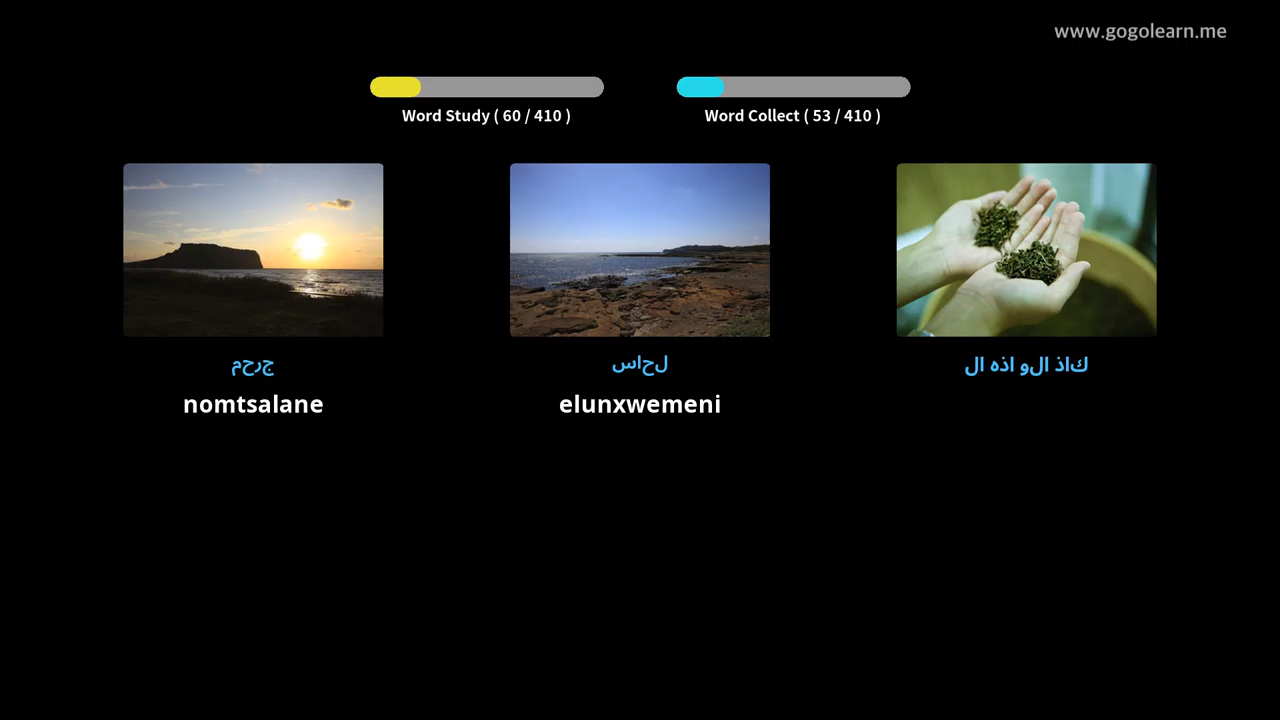 www.gogolearn.me
Word Study ( 60 / 410 )
Word Collect ( 53 / 410 )
جرحم
لحاس
كاذ الو اذه ال
nomtsalane
elunxwemeni